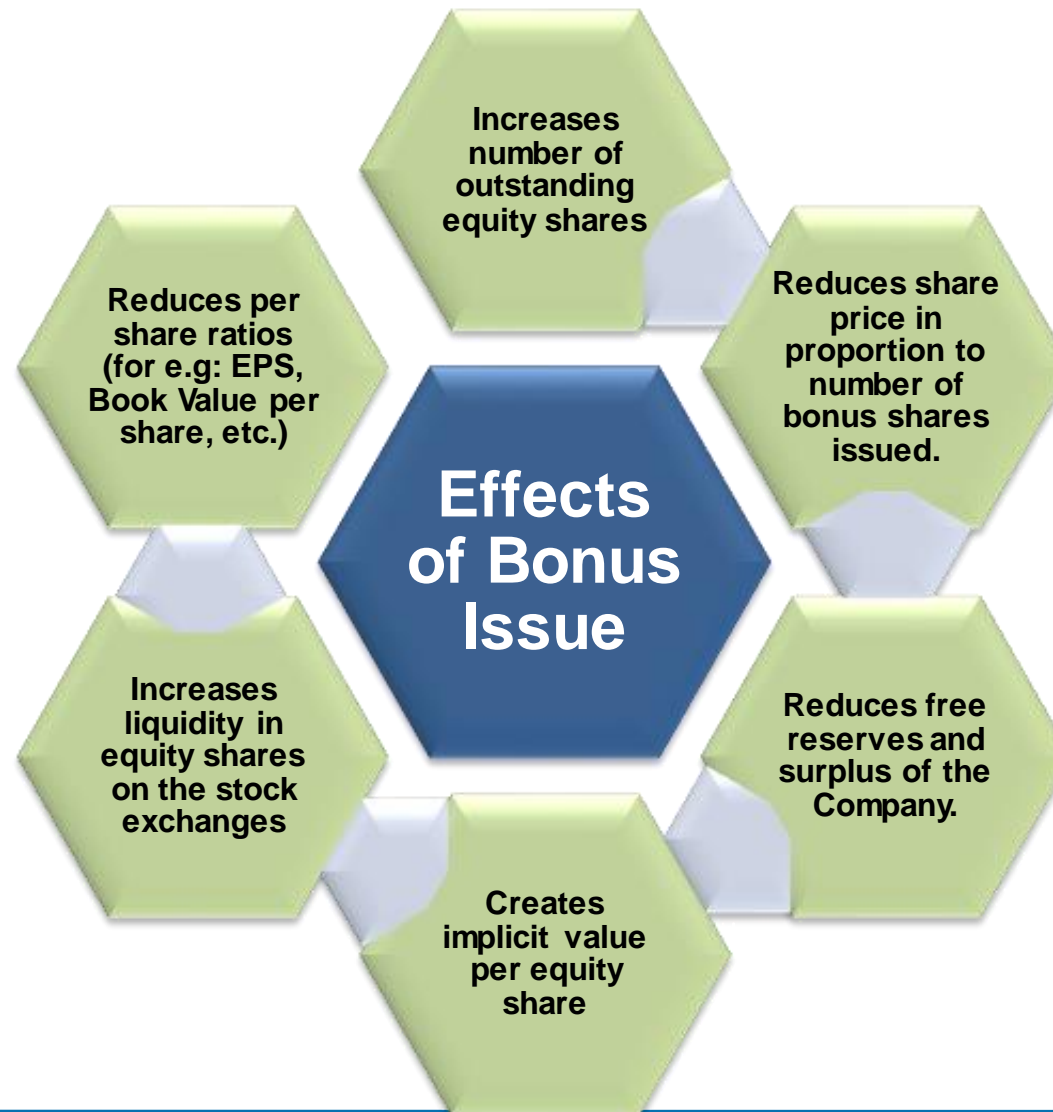 Increases
number of
outstanding
equity shares
Reduces share
price in
proportion to
number of
bonus shares
issued.
Reduces free
reserves and
surplus of the
Company.
Creates
implicit value
per equity
share
Increases
liquidity in
equity shares
on the stock
exchanges
Reduces per
share ratios
(for e.g: EPS,
Book Value per
share, etc.)
Effects
of Bonus
Issue